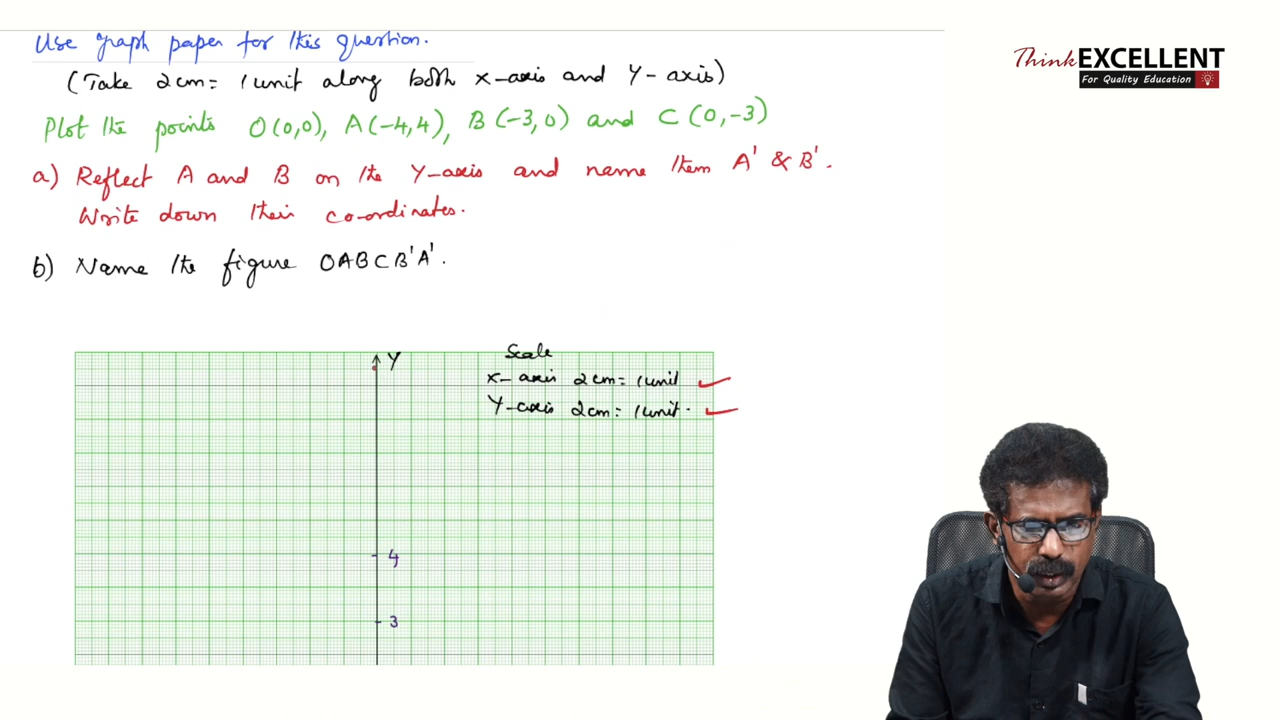 Use graph paper for this question.
(Take 2cm = 1unit along both x-axis and Y-axis)
Plot the points O(0,0), A(-4,4), B(-3,0) and C(0,-3)
a) Reflect A and B on the Y-axis and name them A' & B'.
Write down their co-ordinates.
b) Name the figure OABCB'A'.
Think EXCELLENT
For Quality Education
Y
Scale
x-axis 2cm = 1unit
Y-axis 2cm = 1unit.
4
3